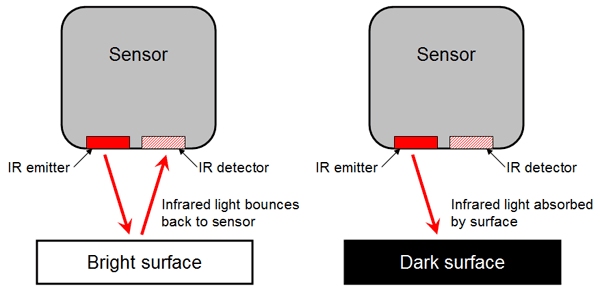 Sensor
IR emitter
IR detector
Infrared light bounces
back to sensor
Bright surface
Sensor
IR emitter
IR detector
Infrared light absorbed
by surface
Dark surface